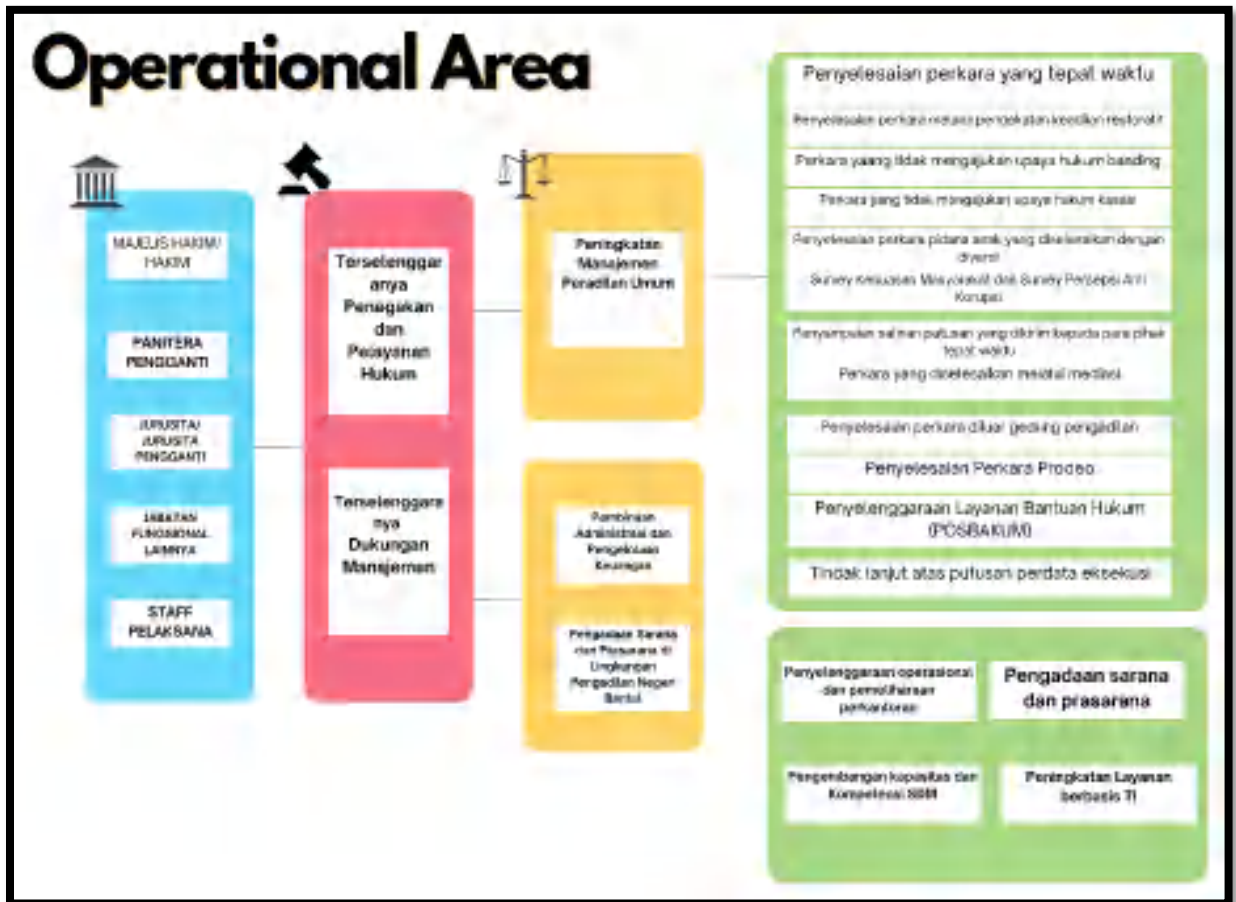 Operational Area
MAJELIS HAKIM/
HAKIM
PANITERA
PENGGANTI
JURUSITA/
JURUSITA
PENGGANTI
JABATAN
FUNGSIONAL
LAINNYA
STAFF
PELAKSANA
Terselenggar
anya
Penegakan
dan
Pelayanan
Hukum
Terselenggara
nya
Dukungan
Manajemen
Peningkatan
Manajemen
Peradilan Umum
Pembinaan
Administrasi dan
Pengelolaan
Keuangan
Pengadaan Sarana
dan Prasarana di
Lingkungan
Pengadilan Negeri
Bantul
Penyelesaian perkara yang tepat waktu
Penyelesaian perkara melalui pendekatan keadilan restoratif
Perkara yaang tidak mengajukan upaya hukum banding
Perkara yang tidak mengajukan upaya hukum kasasi
Penyelesaian perkara pidana anak yang diselesaikan dengan
diversi
Survey Kepuasan Masyarakat dan Survey Persepsi Anti
Korupsi
Penyampaian salinan putusan yang dikirim kepada para pihak
tepat waktu
Perkara yang diselesaikan melalui mediasi
Penyelesaian perkara diluar gedung pengadilan
Penyelesaian Perkara Prodeo
Penyelenggaraan Layanan Bantuan Hukum
(POSBAKUM)
Tindak lanjut atas putusan perdata eksekusi
Penyelanggaraan operasional
dan pemeliharaan
perkantoran
Pengadaan sarana
dan prasarana
Pengembangan kapasitas dan
Kompetensi SDM
Peningkatan Layanan
berbasis TI